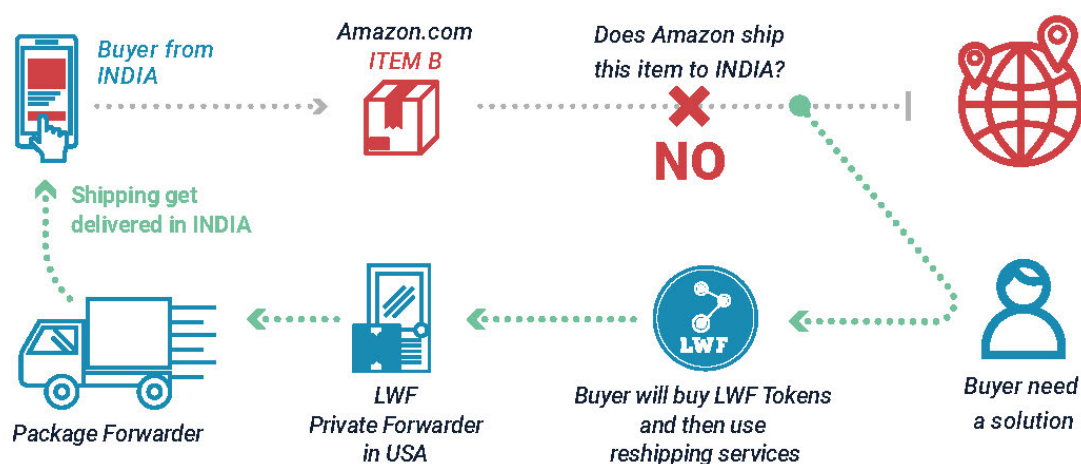 Buyer from
INDIA
Amazon.com
ITEM B
Does Amazon ship
this item to INDIA?
NO
Shipping get
delivered in INDIA
Package Forwarder
LWF
Private Forwarder
in USA
LWF
Buyer will buy LWF Tokens
and then use
reshipping services
Buyer need
a solution